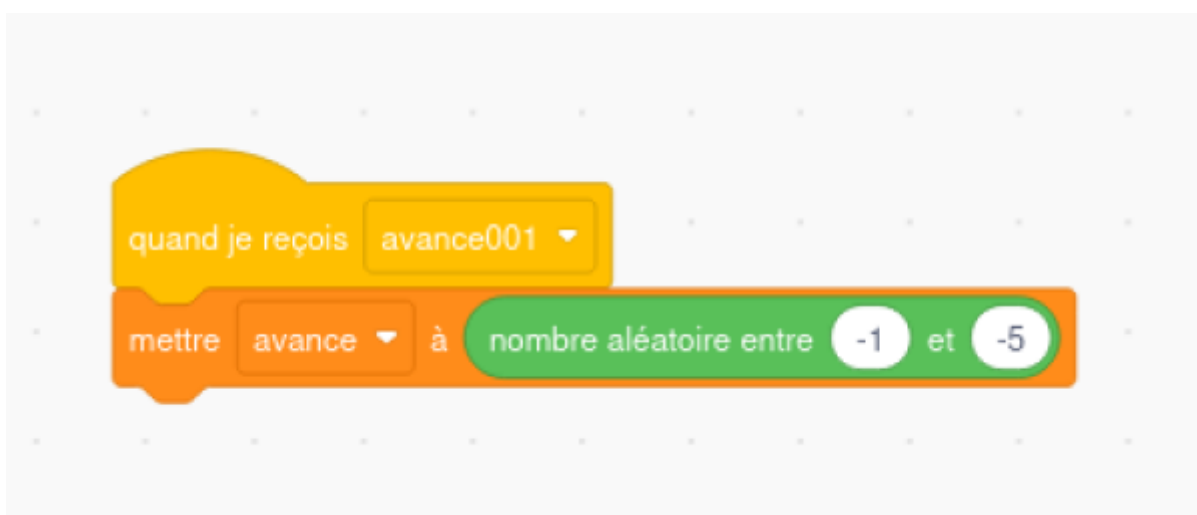 quand je reçois avance001
mettre avance à nombre aléatoire entre -1 et -5